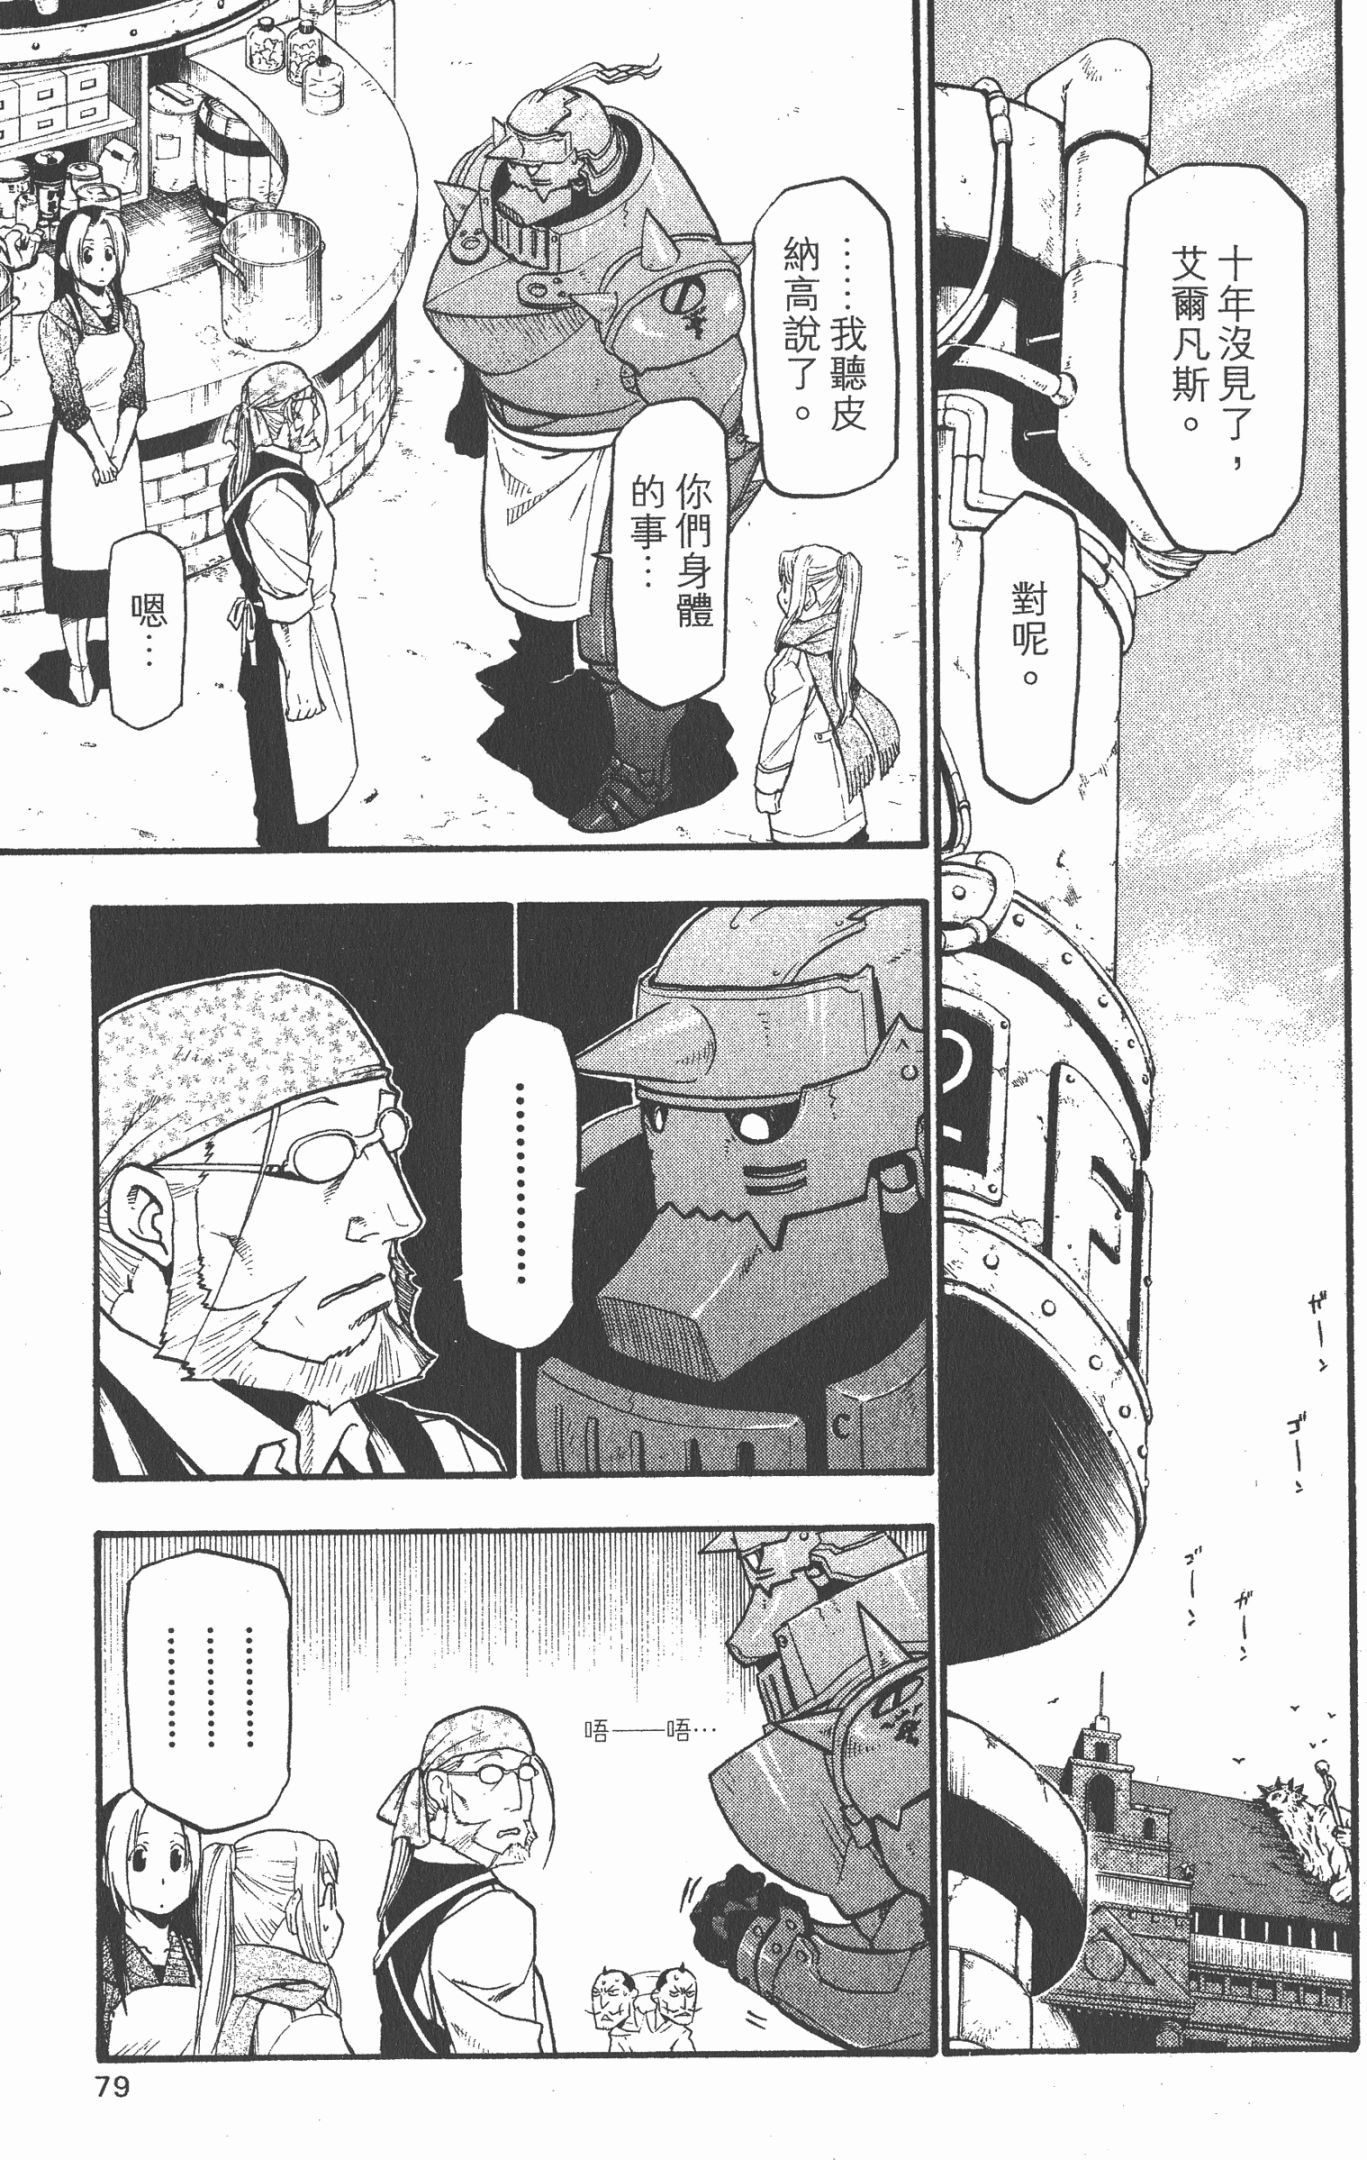 十年沒見了，
艾爾凡斯。
對呢。
ガーン
ゴーン
ゴーン
ガーン
……我聽皮
納高說了。
你們身體
的事…
嗯…
…………
………
………
………
唔——唔…
79